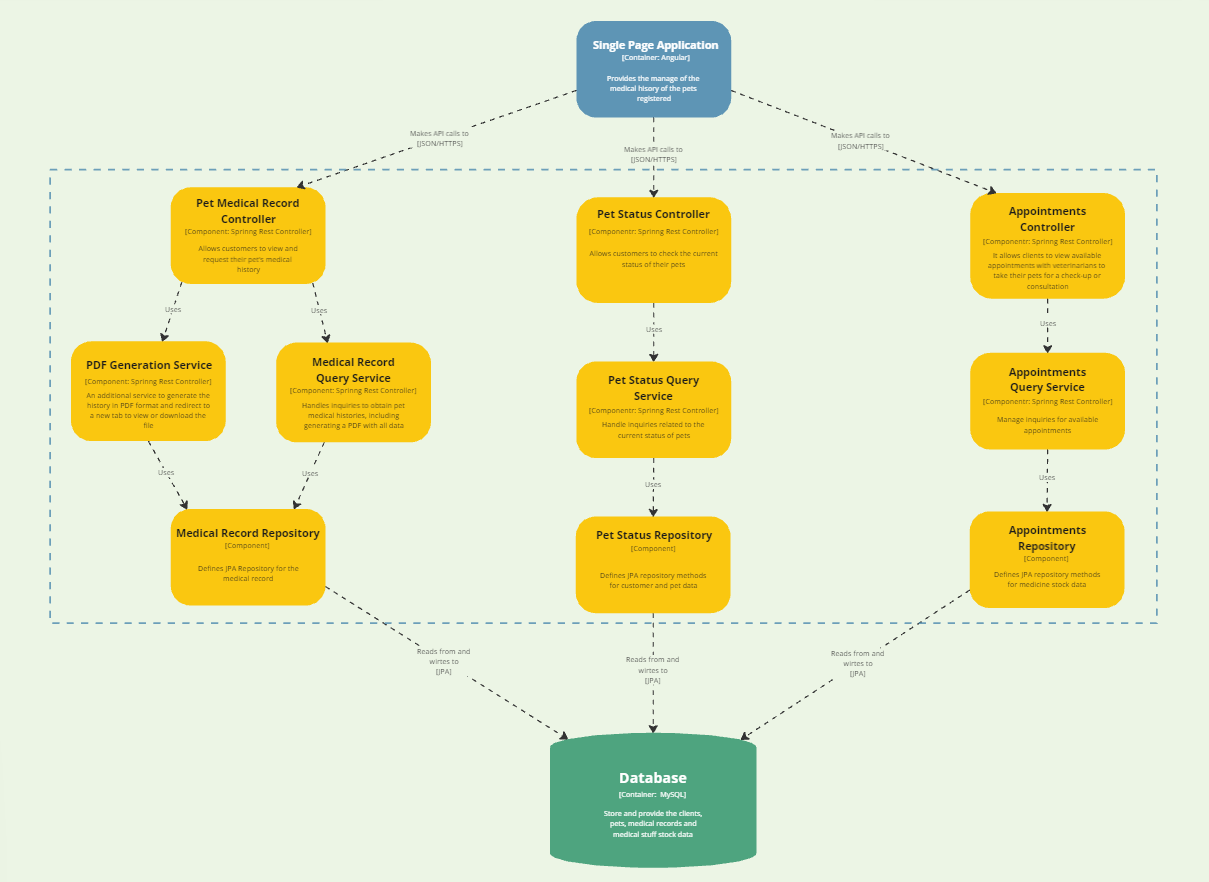 Single Page Application
[Container: Angular]
Provides the manage of the
medical hisory of the pets
registered
Makes API calls to
[JSON/HTTPS]
Makes API calls to
[JSON/HTTPS]
Makes API calls to
[JSON/HTTPS]
Pet Medical Record
Controller
[Component: Sprinng Rest Controller]
Allows customers to view and
request their pet's medical
history
Pet Status Controller
[Componentr: Sprinng Rest Controller]
Allows customers to check the current
status of their pets
Appointments
Controller
[Componentr: Sprinng Rest Controller]
It allows clients to view available
appointments with veterinarians to
take their pets for a check-up or
consultation
Uses
Uses
Uses
Uses
PDF Generation Service
[Component: Sprinng Rest Controller]
An additional service to generate the
history in PDF format and redirect to
a new tab to view or download the
file
Medical Record
Query Service
[Component: Sprinng Rest Controller]
Handles inquiries to obtain pet
medical histories, including
generating a PDF with all data
Pet Status Query
Service
[Componentr: Sprinng Rest Controller]
Handle inquiries related to the
current status of pets
Appointments
Query Service
[Componentr: Sprinng Rest Controller]
Manage inquiries for available
appointments
Uses
Uses
Uses
Uses
Medical Record Repository
[Component]
Defines JPA Repository for the
medical record
Pet Status Repository
[Component]
Defines JPA repository methods
for customer and pet data
Appointments
Repository
[Component]
Defines JPA repository methods
for medicine stock data
Reads from and
wirtes to
[JPA]
Reads from and
wirtes to
[JPA]
Reads from and
wirtes to
[JPA]
Database
[Container: MySQL]
Store and provide the clients,
pets, medical records and
medical stuff stock data